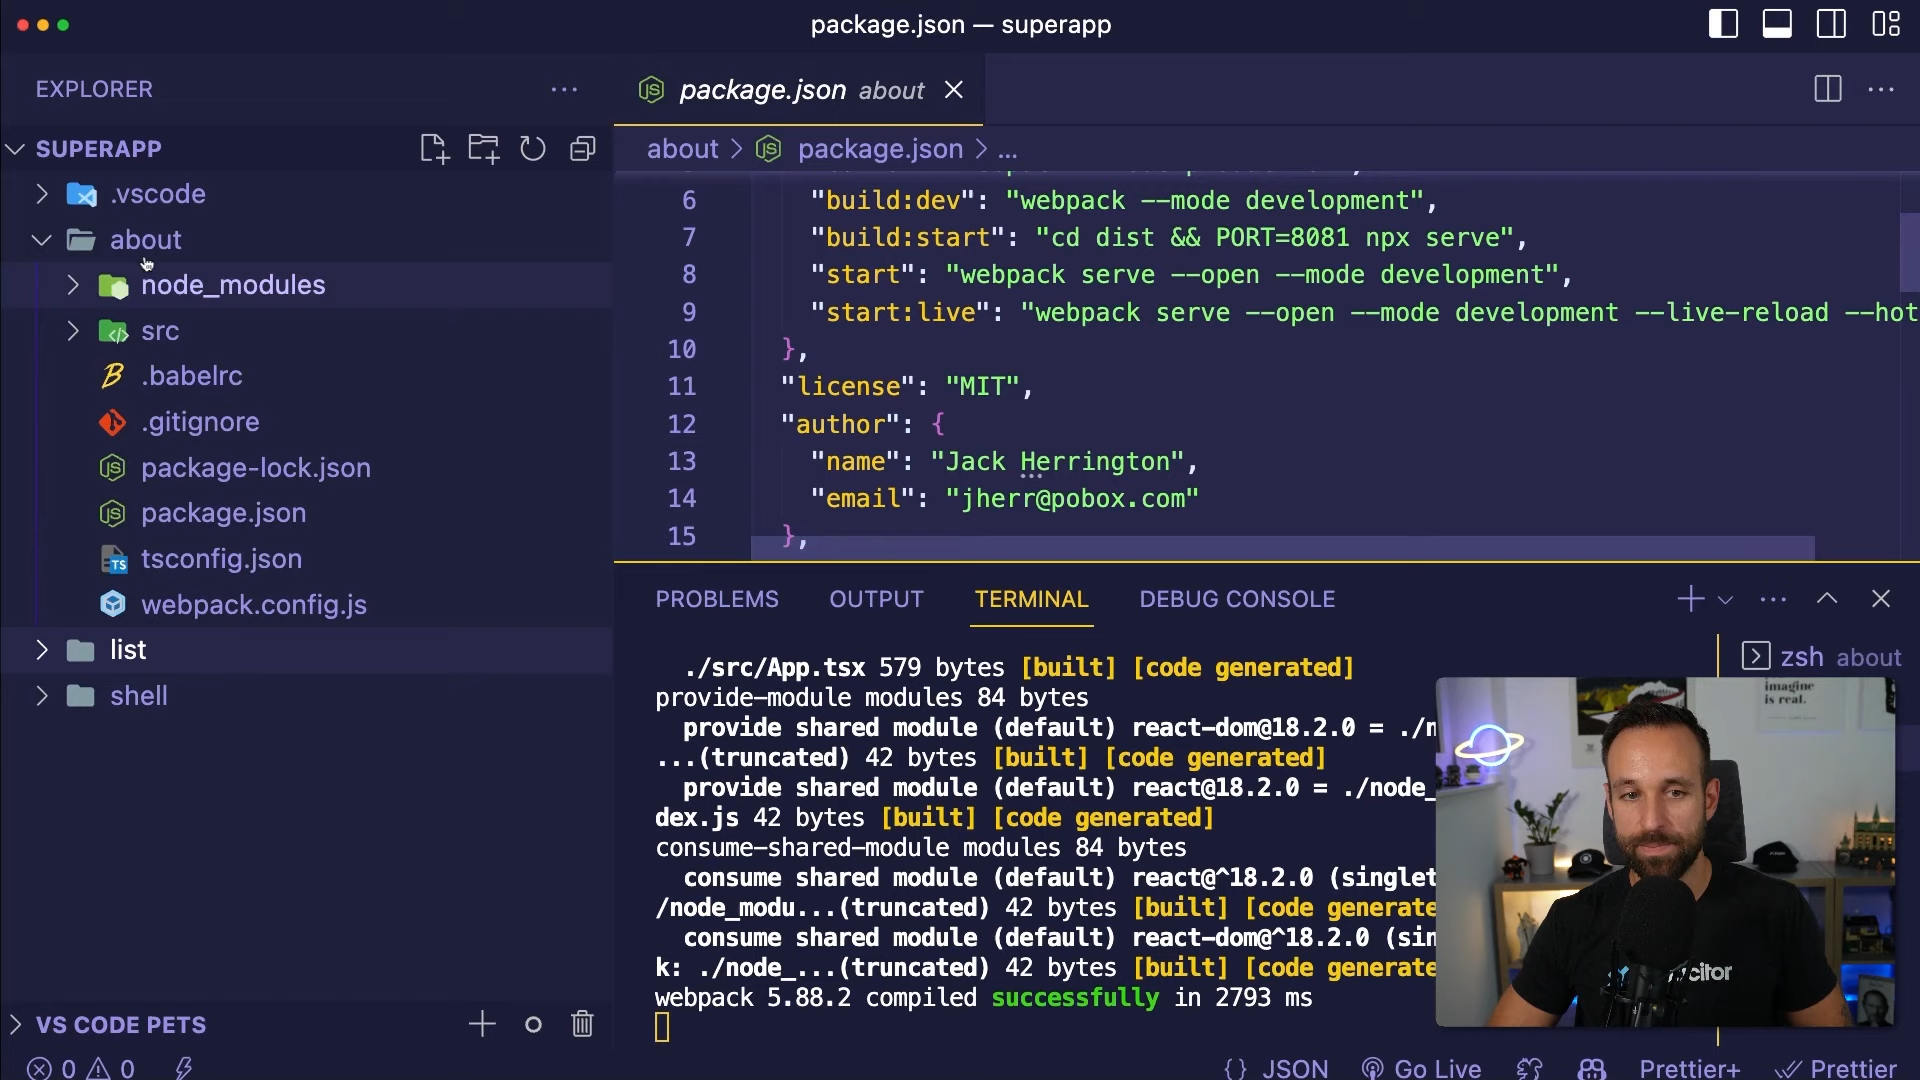 package.json — superapp
EXPLORER
SUPERAPP
.vscode
about
node_modules
src
.babelrc
.gitignore
package-lock.json
package.json
tsconfig.json
webpack.config.js
list
shell
VS CODE PETS
0 0
package.json about
about > package.json > ...
6 "build:dev": "webpack --mode development",
7 "build:start": "cd dist && PORT=8081 npx serve",
8 "start": "webpack serve --open --mode development",
9 "start:live": "webpack serve --open --mode development --live-reload --hot
10 },
11 "license": "MIT",
12 "author": {
13 "name": "Jack Herrington",
14 "email": "jherr@pobox.com"
15 },
PROBLEMS OUTPUT TERMINAL DEBUG CONSOLE
zsh about
./src/App.tsx 579 bytes [built] [code generated]
provide-module modules 84 bytes
provide shared module (default) react-dom@18.2.0 = ./n
...(truncated) 42 bytes [built] [code generated]
provide shared module (default) react@18.2.0 = ./node_
dex.js 42 bytes [built] [code generated]
consume-shared-module modules 84 bytes
consume shared module (default) react@^18.2.0 (singlet
/node_modu...(truncated) 42 bytes [built] [code generate
consume shared module (default) react-dom@^18.2.0 (sin
k: ./node_...(truncated) 42 bytes [built] [code generate
webpack 5.88.2 compiled successfully in 2793 ms
imagine
is real.
{} JSON Go Live Prettier+ Prettier